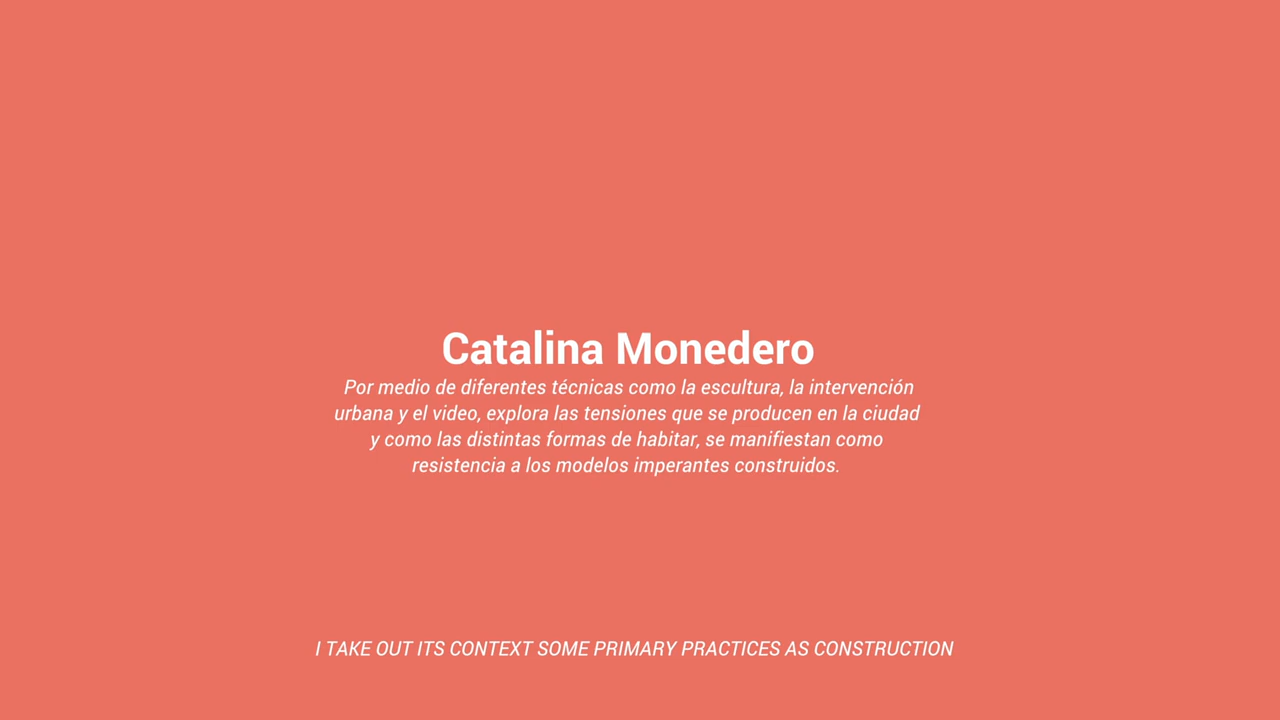 Catalina Monedero
Por medio de diferentes técnicas como la escultura, la intervención
urbana y el video, explora las tensiones que se producen en la ciudad
y como las distintas formas de habitar, se manifiestan como
resistencia a los modelos imperantes construidos.
I TAKE OUT ITS CONTEXT SOME PRIMARY PRACTICES AS CONSTRUCTION